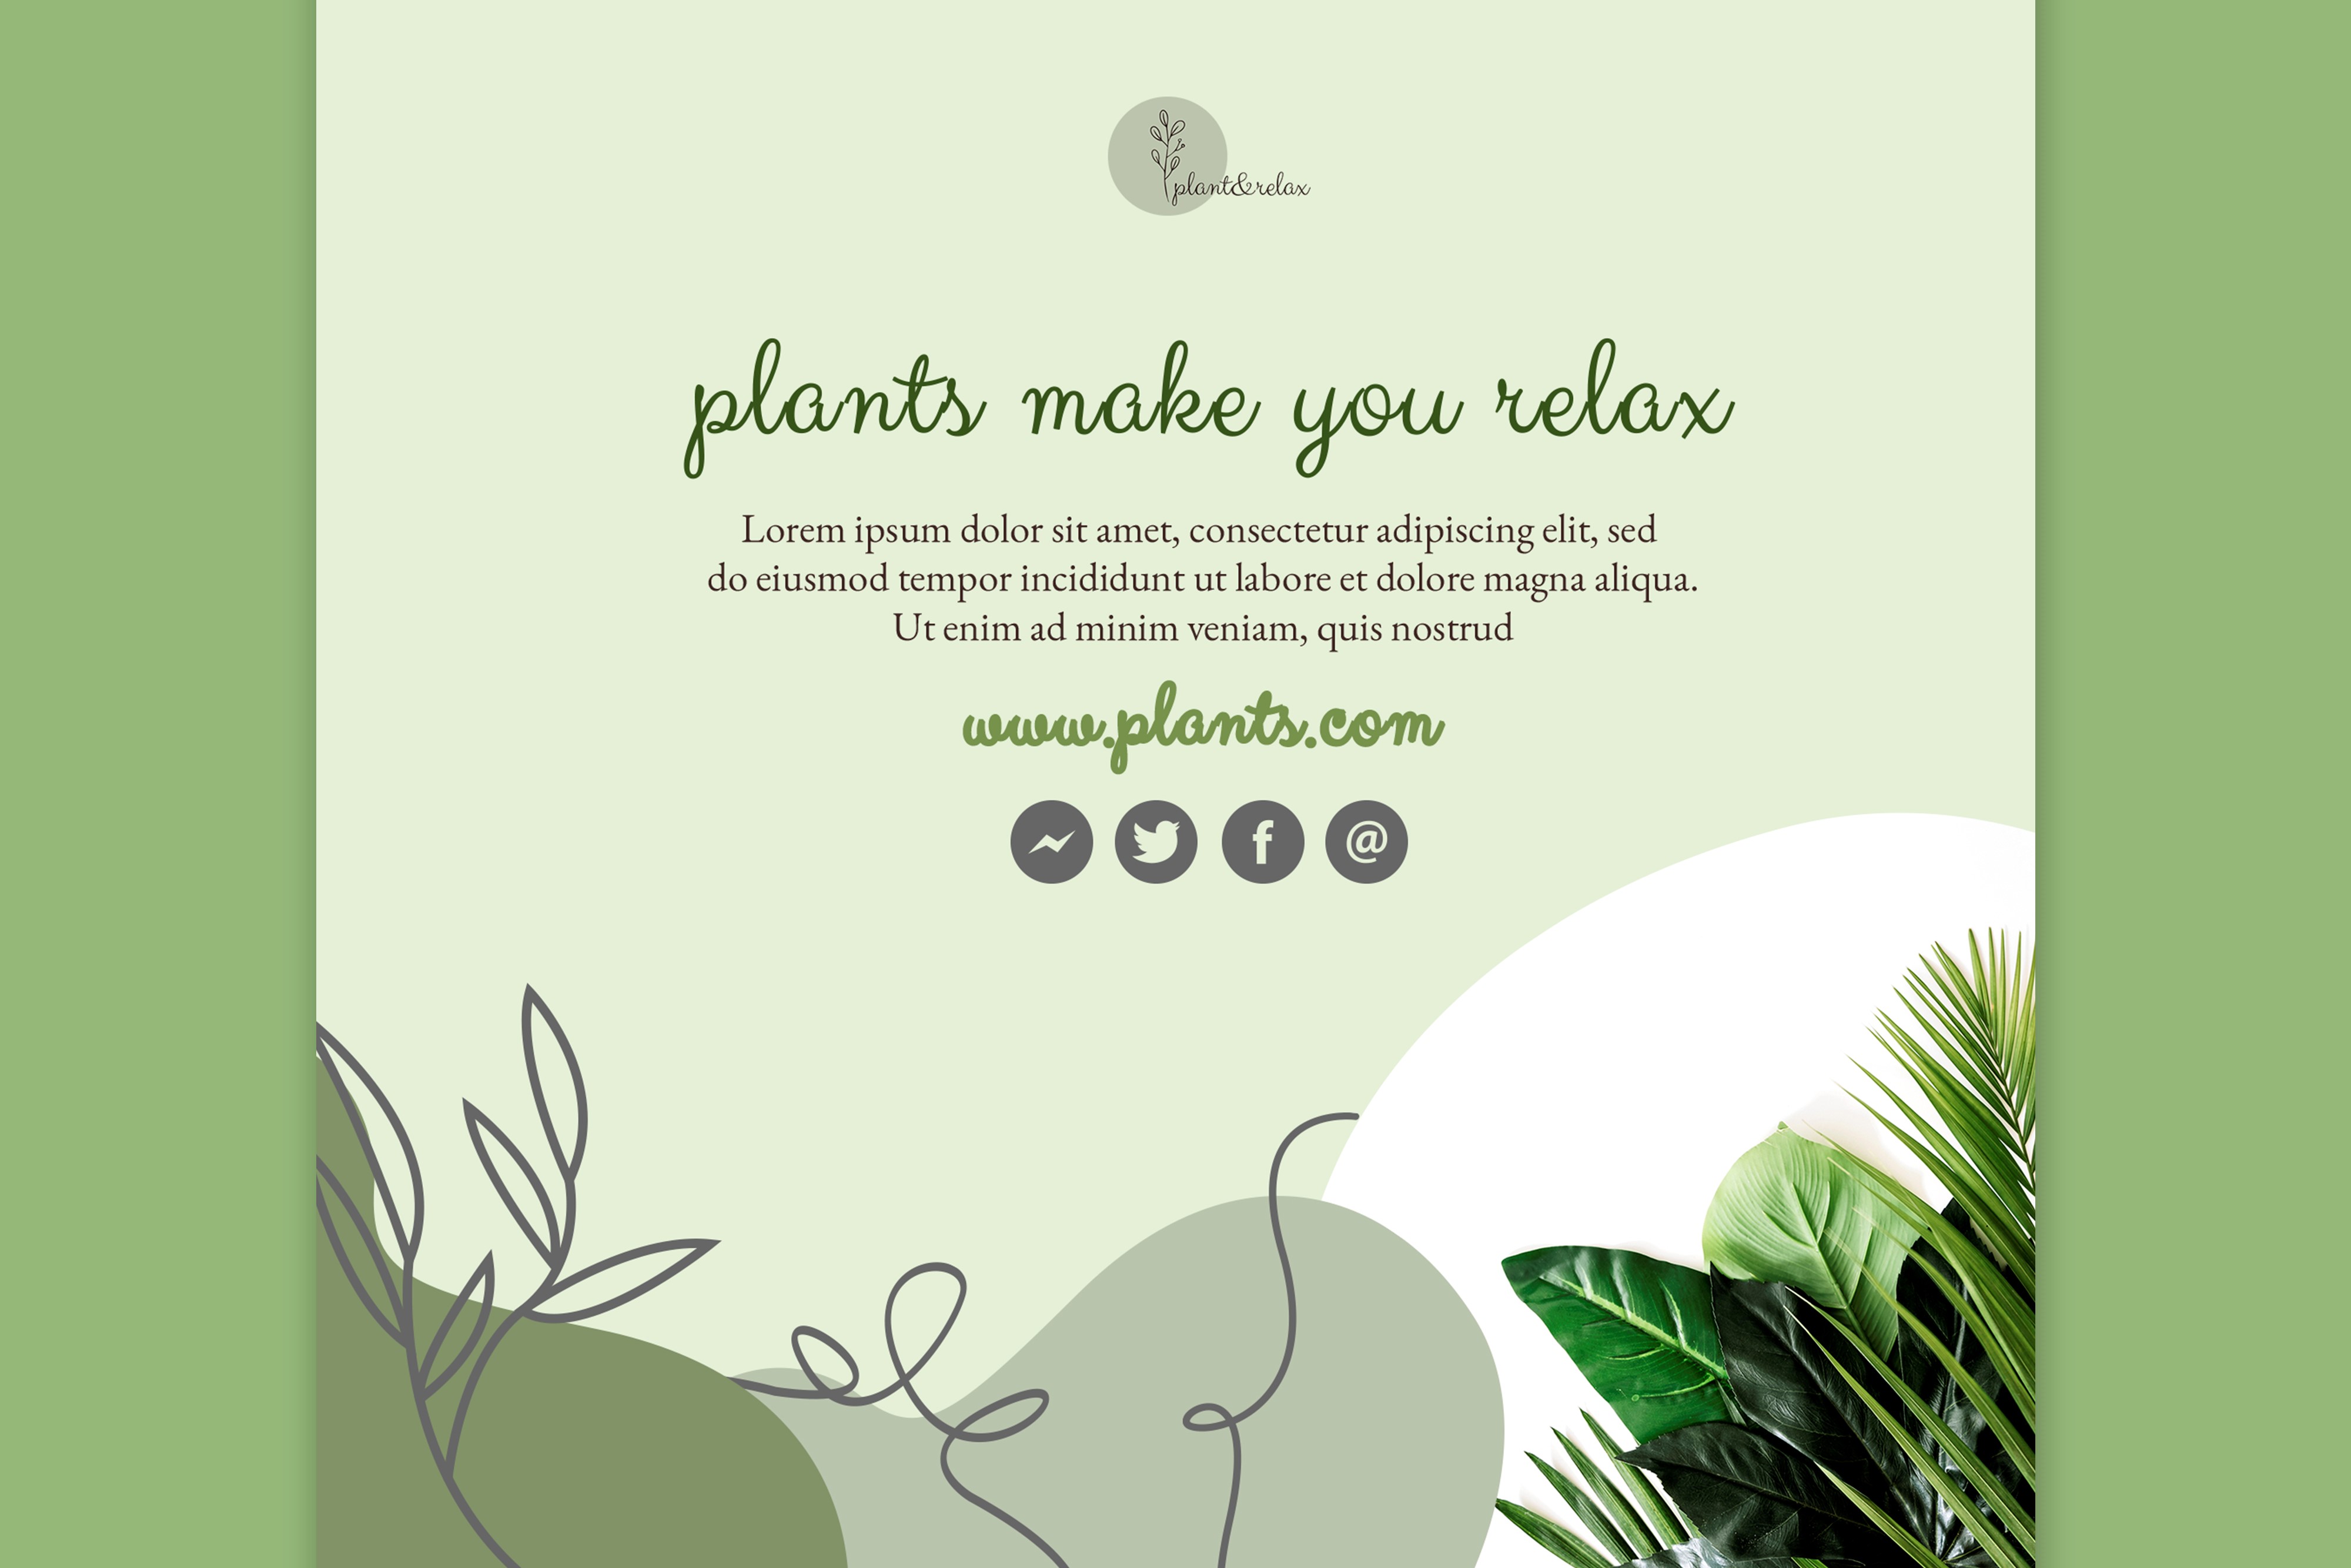 plant&relax
plants make you relax
Lorem ipsum dolor sit amet, consectetur adipiscing elit, sed
do eiusmod tempor incididunt ut labore et dolore magna aliqua.
Ut enim ad minim veniam, quis nostrud
www.plants.com